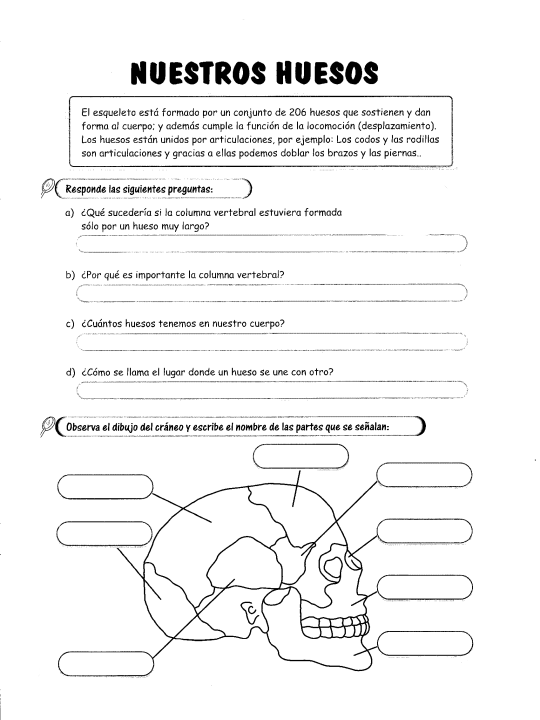 NUESTROS HUESOS
El esqueleto está formado por un conjunto de 206 huesos que sostienen y dan
forma al cuerpo; y además cumple la función de la locomoción (desplazamiento).
Los huesos están unidos por articulaciones, por ejemplo: Los codos y las rodillas
son articulaciones y gracias a ellas podemos doblar los brazos y las piernas..
Responde las siguientes preguntas:
a) ¿Qué sucedería si la columna vertebral estuviera formada
sólo por un hueso muy largo?
b) ¿Por qué es importante la columna vertebral?
c) ¿Cuántos huesos tenemos en nuestro cuerpo?
d) ¿Cómo se llama el lugar donde un hueso se une con otro?
Observa el dibujo del cráneo y escribe el nombre de las partes que se señalan: